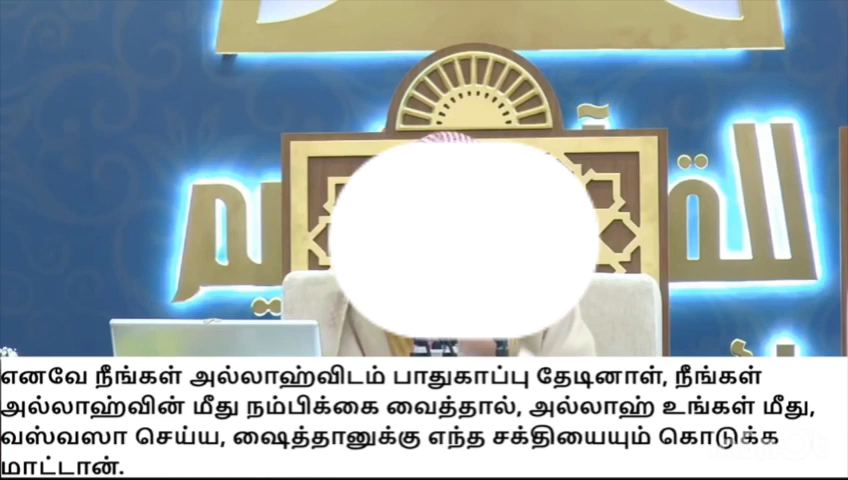 எனவே நீங்கள் அல்லாஹ்விடம் பாதுகாப்பு தேடினாள், நீங்கள்
அல்லாஹ்வின் மீது நம்பிக்கை வைத்தால், அல்லாஹ் உங்கள் மீது,
வஸ்வஸா செய்ய, ஷைத்தானுக்கு எந்த சக்தியையும் கொடுக்க
மாட்டான்.